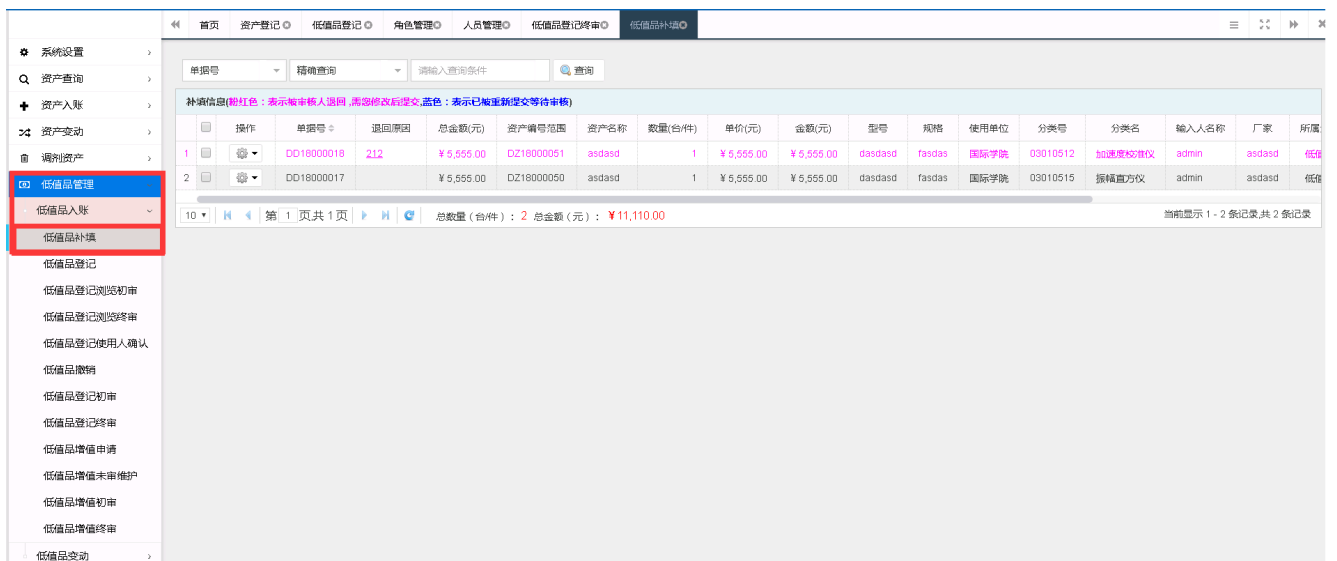 首页 资产登记 低值品登记 角色管理 人员管理 低值品登记终审 低值品补填
系统设置
资产查询
资产入账
资产变动
调剂资产
低值品管理
低值品入账
低值品补填
低值品登记
低值品登记浏览初审
低值品登记浏览终审
低值品登记使用人确认
低值品撤销
低值品登记初审
低值品登记终审
低值品增值申请
低值品增值未审维护
低值品增值初审
低值品增值终审
低值品变动
单据号 精确查询 请输入查询条件 查询
补填信息(粉红色：表示被审核人退回,需您修改后提交,蓝色：表示已被重新提交等待审核)
操作 单据号 退回原因 总金额(元) 资产编号范围 资产名称 数量(台/件) 单价(元) 金额(元) 型号 规格 使用单位 分类号 分类名 输入人名称 厂家 所属
1 DD18000018 212 ¥ 5,555.00 DZ18000051 asdasd 1 ¥ 5,555.00 ¥ 5,555.00 dasdasd fasdas 国际学院 03010512 加速度校准仪 admin asdasd 低值
2 DD18000017 ¥ 5,555.00 DZ18000050 asdasd 1 ¥ 5,555.00 ¥ 5,555.00 dasdasd fasdas 国际学院 03010515 振幅直方仪 admin asdasd 低值
10 第 1 页共 1 页 总数量（台/件）：2 总金额（元）：¥11,110.00 当前显示 1 - 2 条记录,共 2 条记录